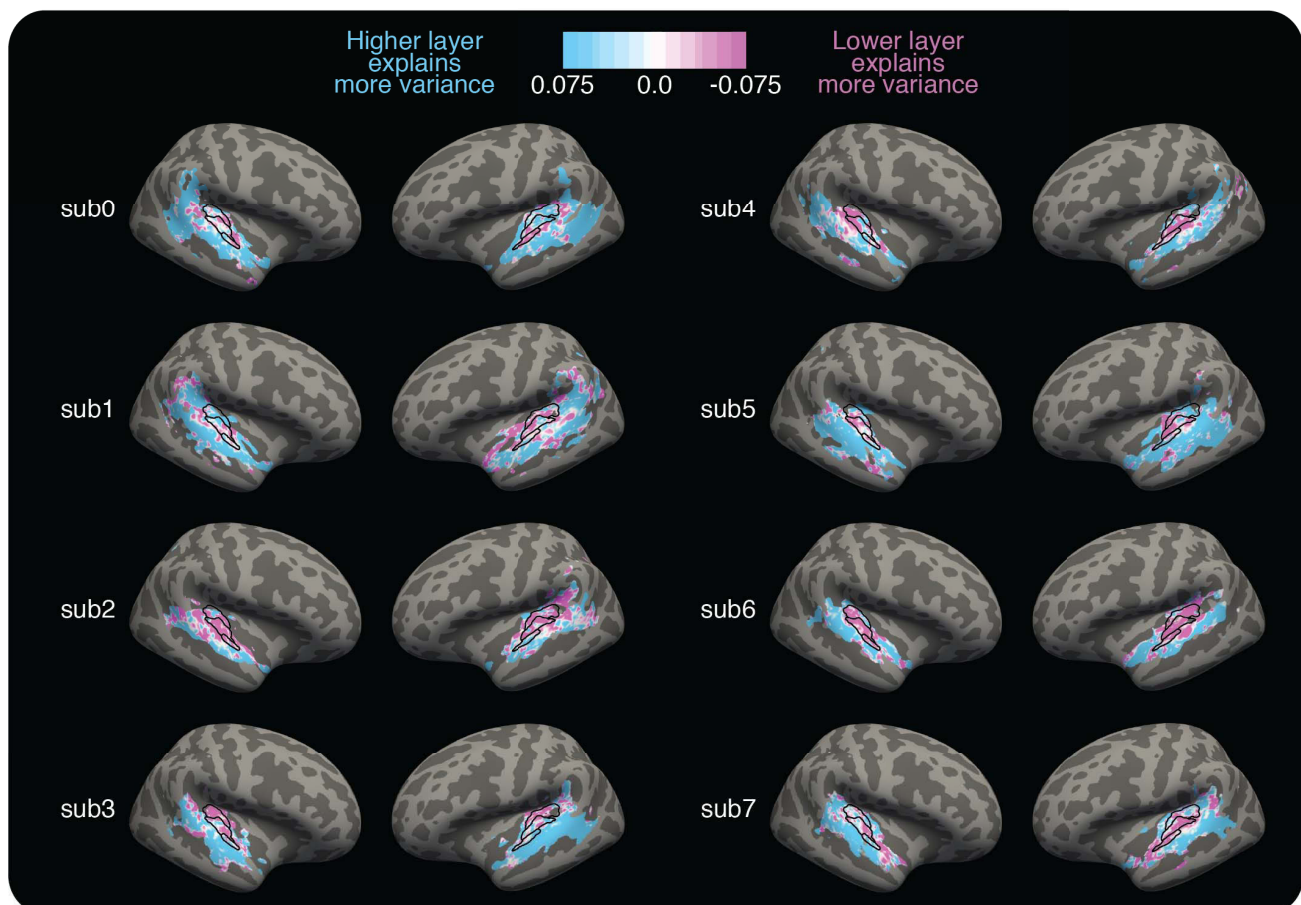 Higher layer
explains
more variance
0.075 0.0 -0.075
Lower layer
explains
more variance
sub0
sub4
sub1
sub5
sub2
sub6
sub3
sub7